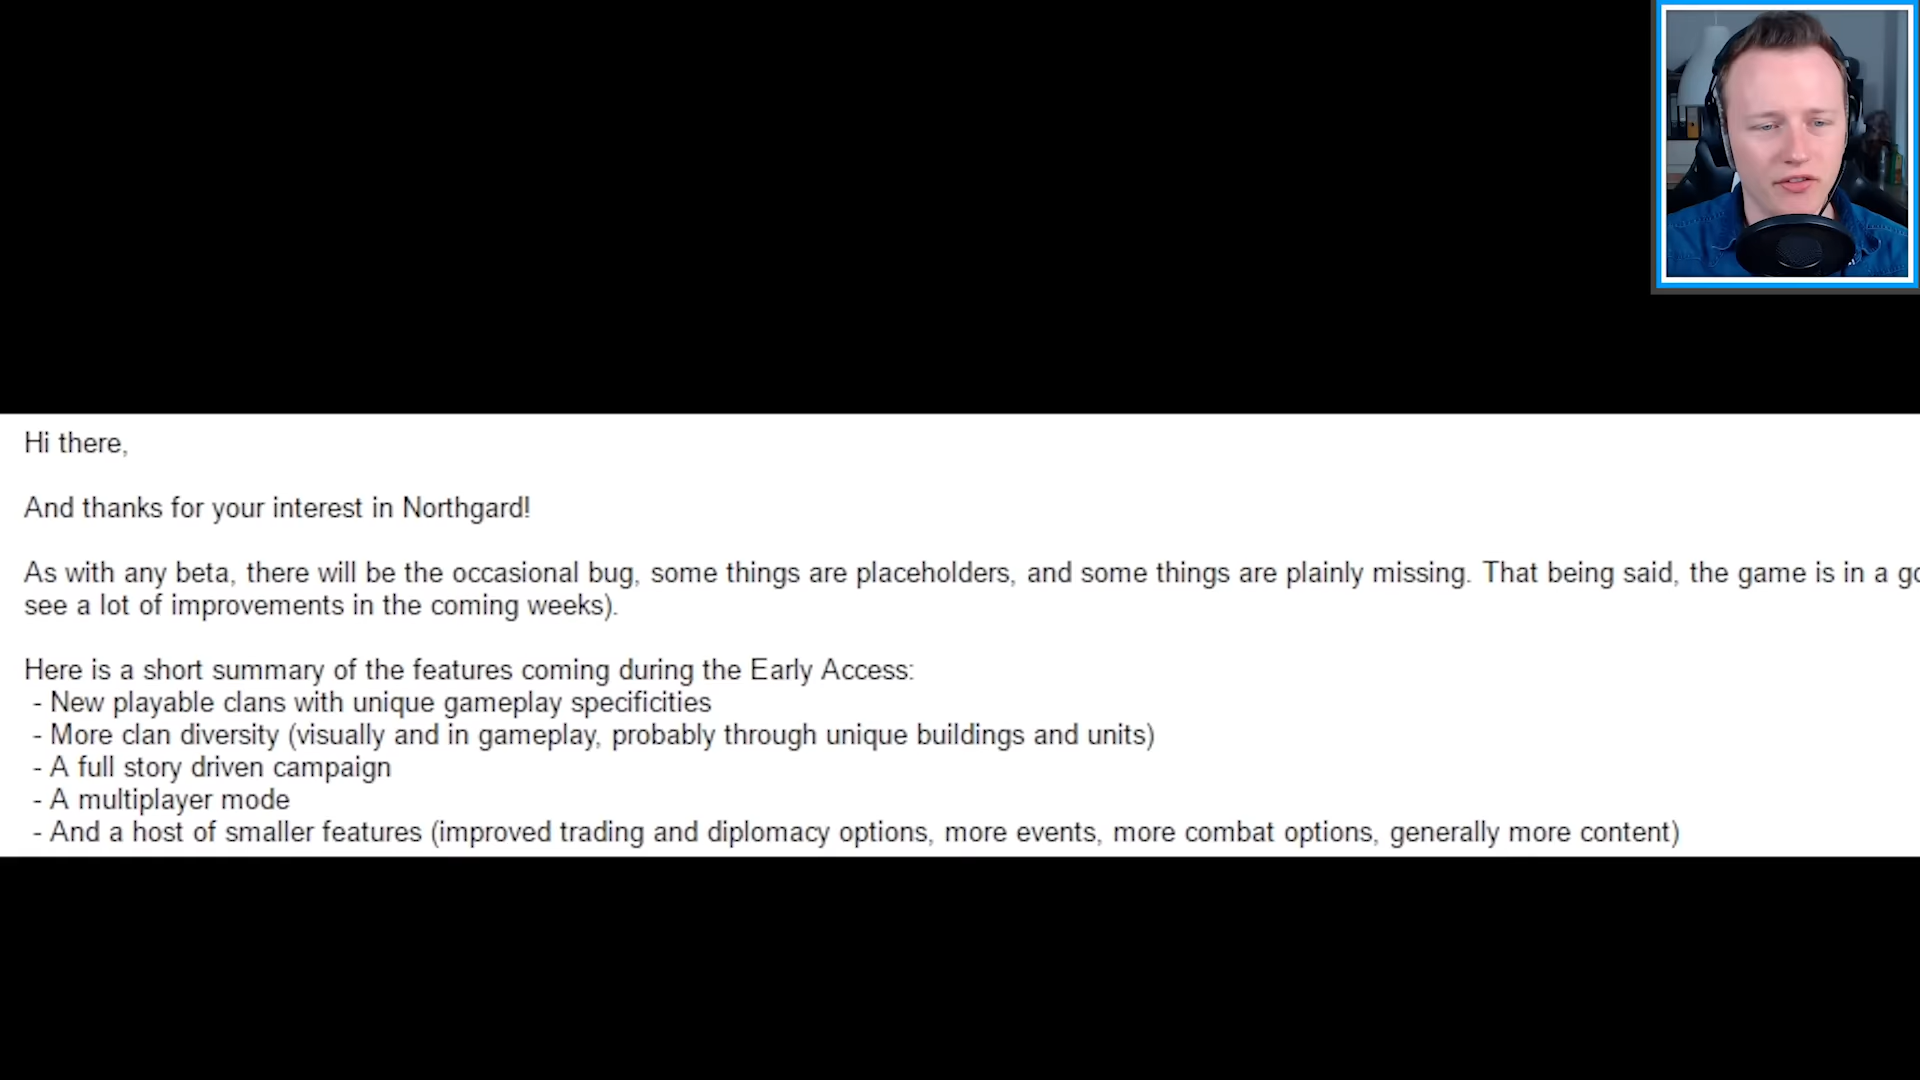 Hi there,
And thanks for your interest in Northgard!
As with any beta, there will be the occasional bug, some things are placeholders, and some things are plainly missing. That being said, the game is in a
see a lot of improvements in the coming weeks).
Here is a short summary of the features coming during the Early Access:
- New playable clans with unique gameplay specificities
- More clan diversity (visually and in gameplay, probably through unique buildings and units)
- A full story driven campaign
- A multiplayer mode
- And a host of smaller features (improved trading and diplomacy options, more events, more combat options, generally more content)